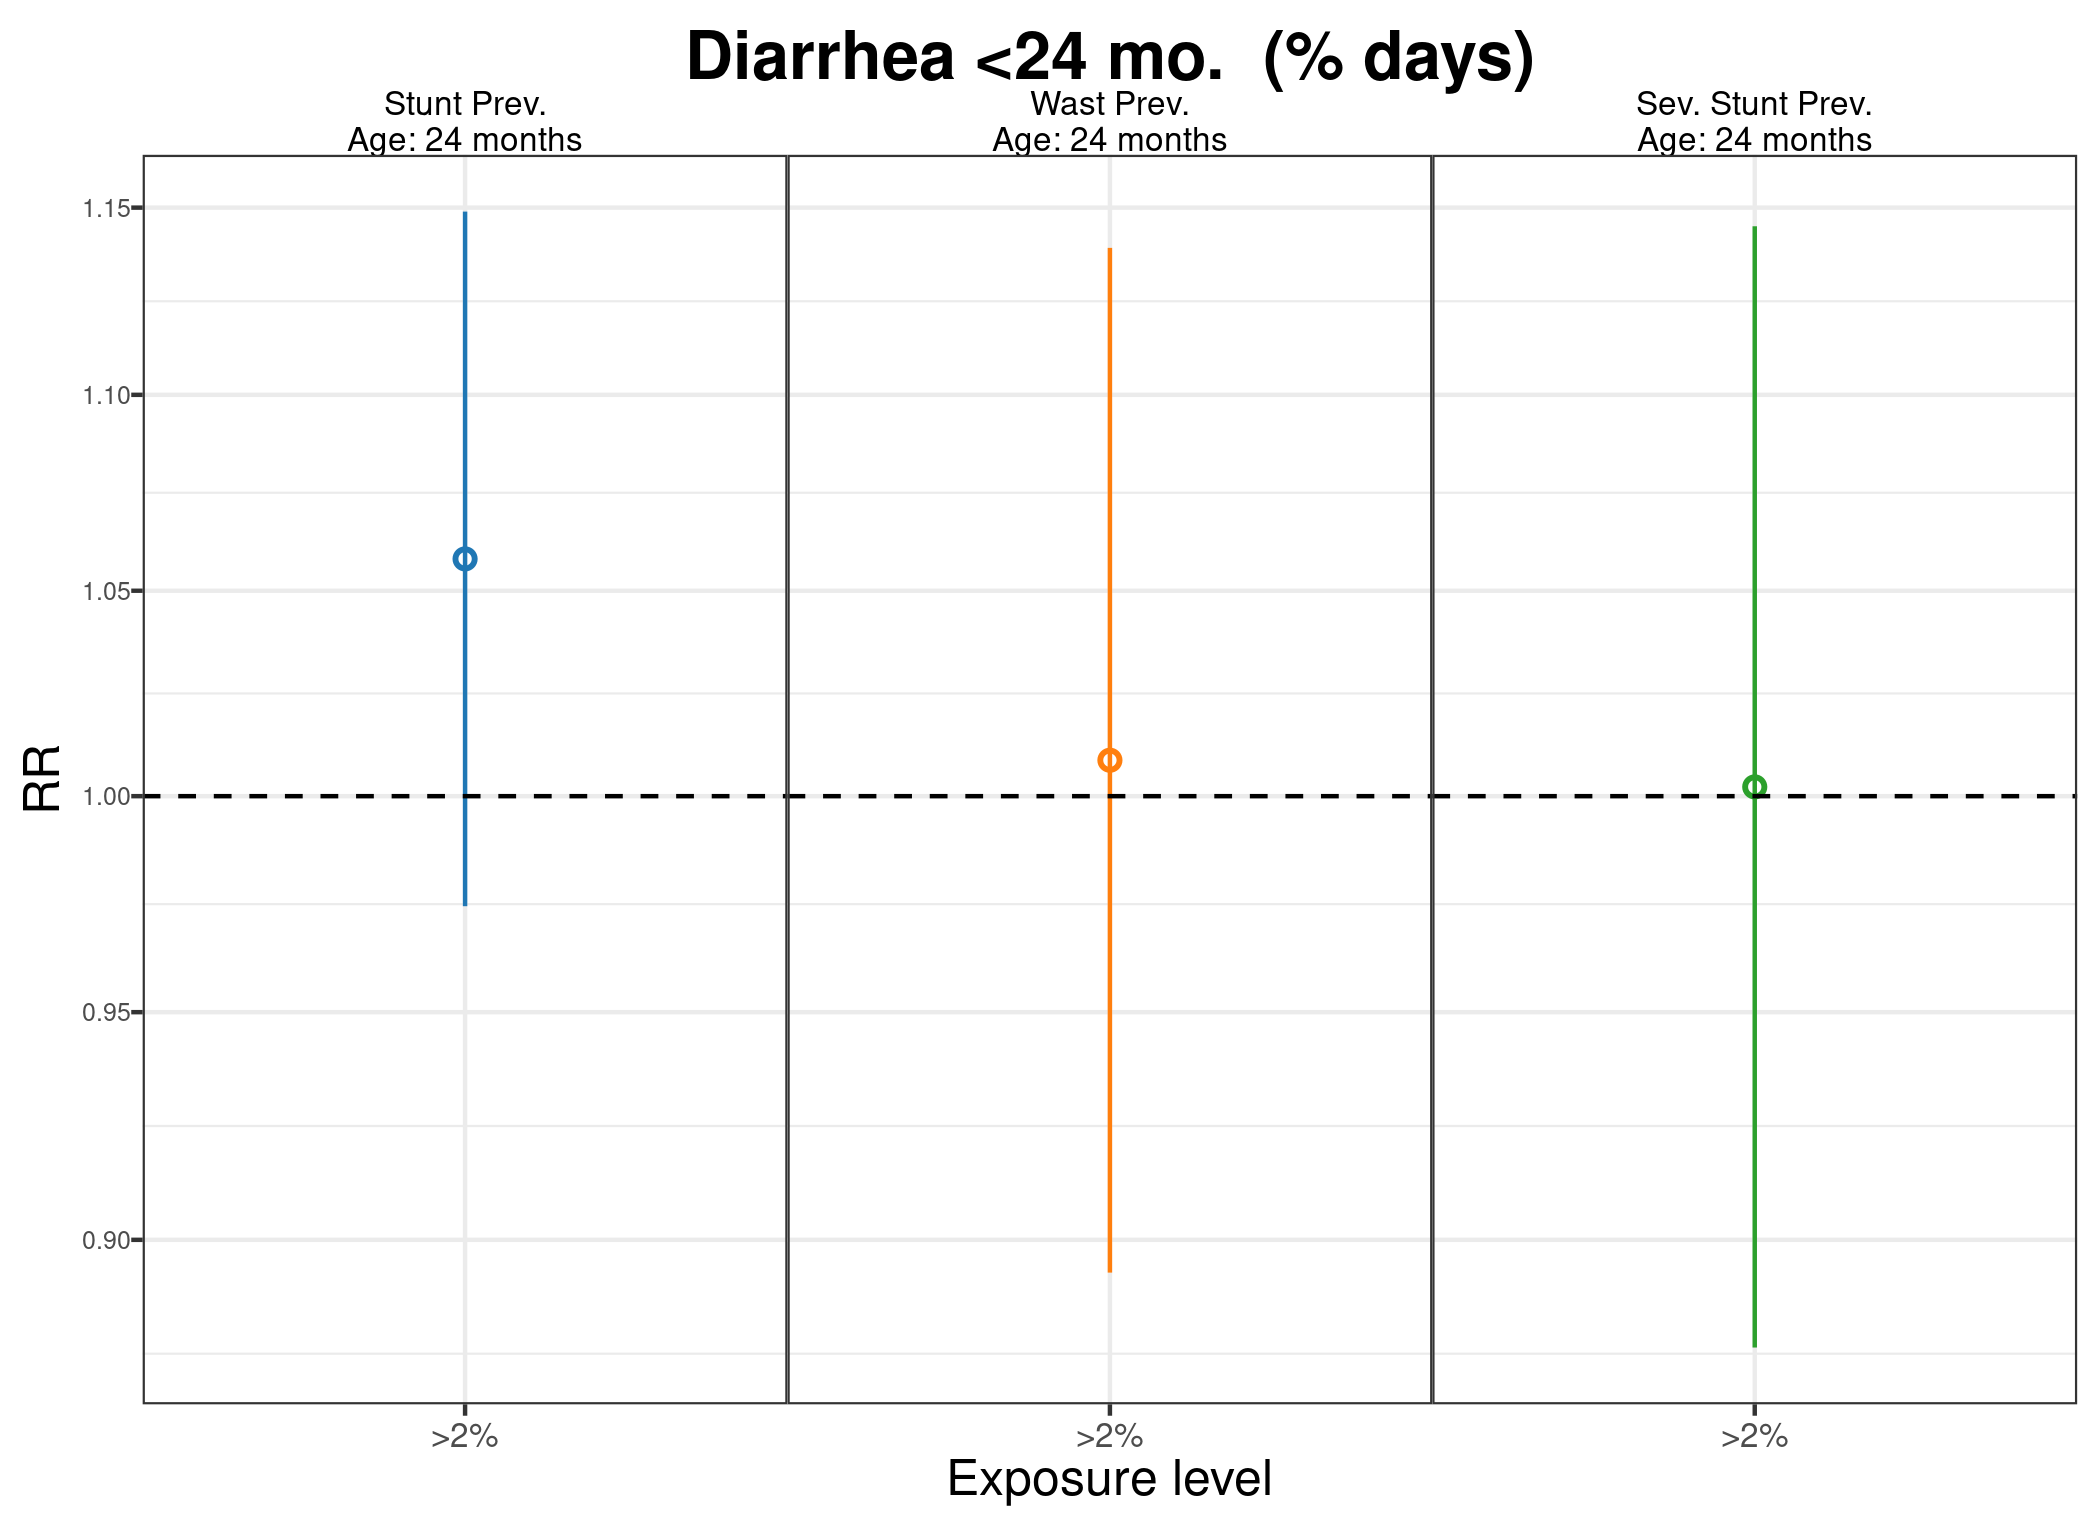 Diarrhea <24 mo.  (% days)
Stunt Prev.
Age: 24 months
Wast Prev.
Age: 24 months
Sev. Stunt Prev.
Age: 24 months
RR
1.15
1.10
1.05
1.00
0.95
0.90
>2%
>2%
>2%
Exposure level